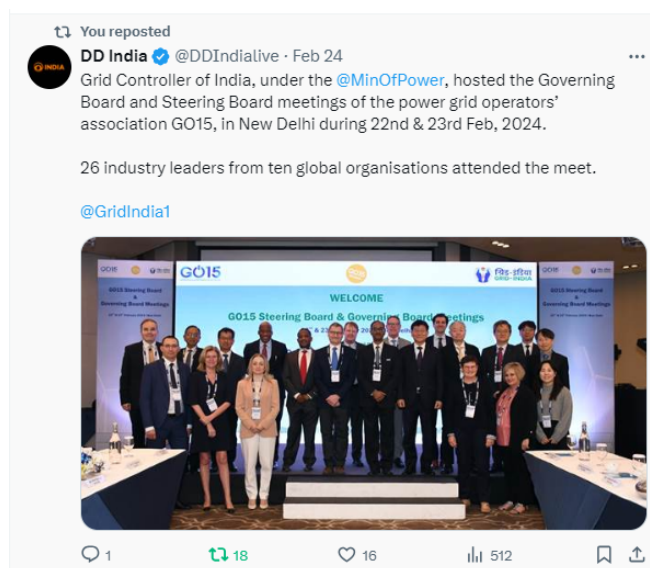 You reposted
DD India @DDIndialive · Feb 24
Grid Controller of India, under the @MinOfPower, hosted the Governing
Board and Steering Board meetings of the power grid operators'
association GO15, in New Delhi during 22nd & 23rd Feb, 2024.
26 industry leaders from ten global organisations attended the meet.
@GridIndia1
GO15
ग्रिड-इंडिया
GRID-INDIA
WELCOME
GO15 Steering Board & Governing Board Meetings
GO15 Steering Board
&
Governing Board Meetings
GO15 Steering Board
&
Governing Board Meetings
1
18
16
512